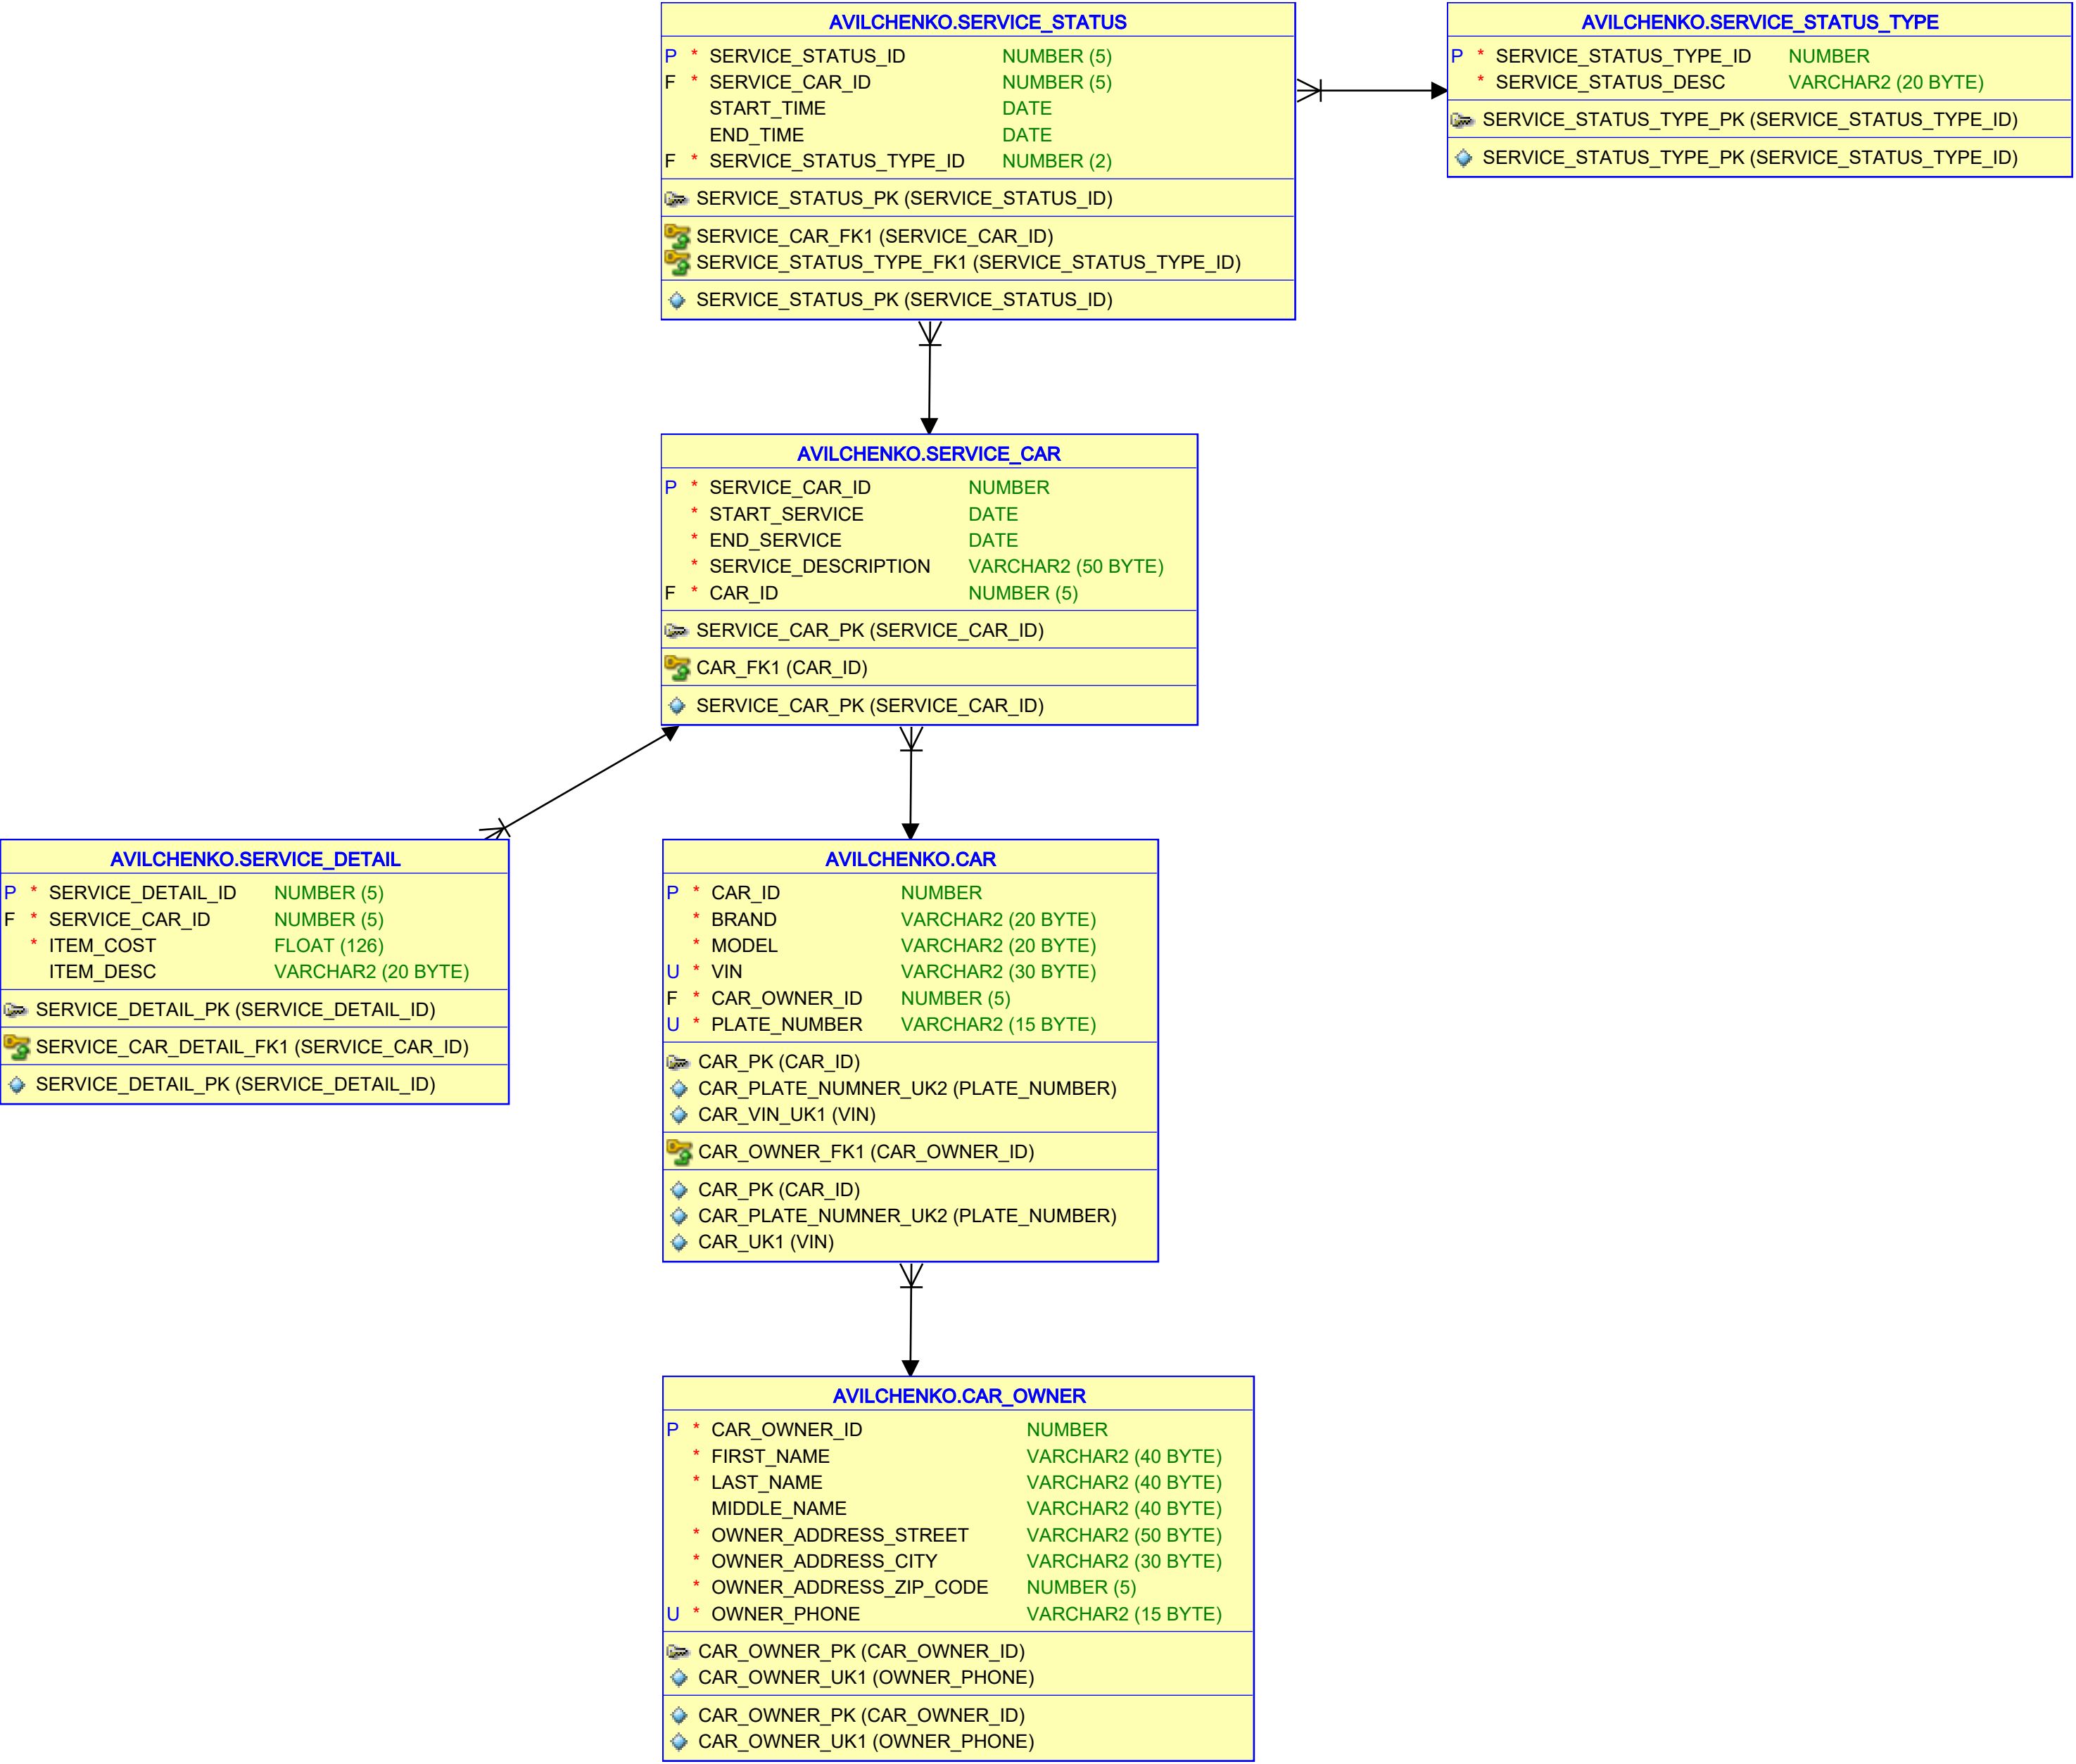 AVILCHENKO.SERVICE_STATUS
P * SERVICE_STATUS_ID NUMBER (5)
F * SERVICE_CAR_ID NUMBER (5)
START_TIME DATE
END_TIME DATE
F * SERVICE_STATUS_TYPE_ID NUMBER (2)
SERVICE_STATUS_PK (SERVICE_STATUS_ID)
SERVICE_CAR_FK1 (SERVICE_CAR_ID)
SERVICE_STATUS_TYPE_FK1 (SERVICE_STATUS_TYPE_ID)
SERVICE_STATUS_PK (SERVICE_STATUS_ID)
AVILCHENKO.SERVICE_STATUS_TYPE
P * SERVICE_STATUS_TYPE_ID NUMBER
* SERVICE_STATUS_DESC VARCHAR2 (20 BYTE)
SERVICE_STATUS_TYPE_PK (SERVICE_STATUS_TYPE_ID)
SERVICE_STATUS_TYPE_PK (SERVICE_STATUS_TYPE_ID)
AVILCHENKO.SERVICE_CAR
P * SERVICE_CAR_ID NUMBER
* START_SERVICE DATE
* END_SERVICE DATE
* SERVICE_DESCRIPTION VARCHAR2 (50 BYTE)
F * CAR_ID NUMBER (5)
SERVICE_CAR_PK (SERVICE_CAR_ID)
CAR_FK1 (CAR_ID)
SERVICE_CAR_PK (SERVICE_CAR_ID)
AVILCHENKO.SERVICE_DETAIL
P * SERVICE_DETAIL_ID NUMBER (5)
F * SERVICE_CAR_ID NUMBER (5)
* ITEM_COST FLOAT (126)
ITEM_DESC VARCHAR2 (20 BYTE)
SERVICE_DETAIL_PK (SERVICE_DETAIL_ID)
SERVICE_CAR_DETAIL_FK1 (SERVICE_CAR_ID)
SERVICE_DETAIL_PK (SERVICE_DETAIL_ID)
AVILCHENKO.CAR
P * CAR_ID NUMBER
* BRAND VARCHAR2 (20 BYTE)
* MODEL VARCHAR2 (20 BYTE)
U * VIN VARCHAR2 (30 BYTE)
F * CAR_OWNER_ID NUMBER (5)
U * PLATE_NUMBER VARCHAR2 (15 BYTE)
CAR_PK (CAR_ID)
CAR_PLATE_NUMNER_UK2 (PLATE_NUMBER)
CAR_VIN_UK1 (VIN)
CAR_OWNER_FK1 (CAR_OWNER_ID)
CAR_PK (CAR_ID)
CAR_PLATE_NUMNER_UK2 (PLATE_NUMBER)
CAR_UK1 (VIN)
AVILCHENKO.CAR_OWNER
P * CAR_OWNER_ID NUMBER
* FIRST_NAME VARCHAR2 (40 BYTE)
* LAST_NAME VARCHAR2 (40 BYTE)
MIDDLE_NAME VARCHAR2 (40 BYTE)
* OWNER_ADDRESS_STREET VARCHAR2 (50 BYTE)
* OWNER_ADDRESS_CITY VARCHAR2 (30 BYTE)
* OWNER_ADDRESS_ZIP_CODE NUMBER (5)
U * OWNER_PHONE VARCHAR2 (15 BYTE)
CAR_OWNER_PK (CAR_OWNER_ID)
CAR_OWNER_UK1 (OWNER_PHONE)
CAR_OWNER_PK (CAR_OWNER_ID)
CAR_OWNER_UK1 (OWNER_PHONE)